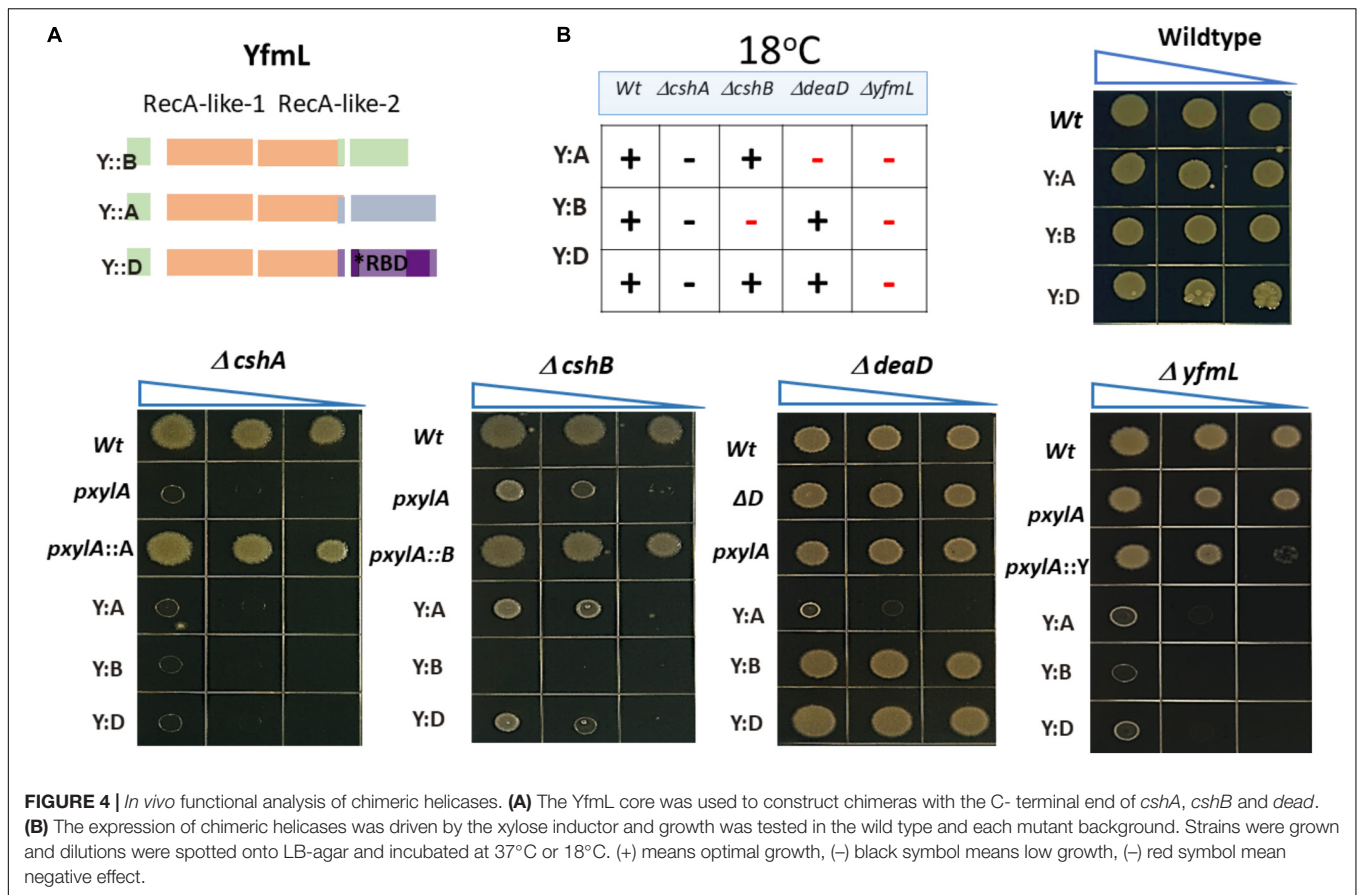 A
YfmL
RecA-like-1 RecA-like-2
Y::B
Y::A
Y::D
*RBD
B
18°C
Wt ΔcshA ΔcshB ΔdeaD ΔyfmL
Y:A + - + - -
Y:B + - - + -
Y:D + - + + -
Wildtype
Wt
Y:A
Y:B
Y:D
Δ cshA
Wt
pxylA
pxylA::A
Y:A
Y:B
Y:D
Δ cshB
Wt
pxylA
pxylA::B
Y:A
Y:B
Y:D
Δ deaD
Wt
ΔD
pxylA
Y:A
Y:B
Y:D
Δ yfmL
Wt
pxylA
pxylA::Y
Y:A
Y:B
Y:D
FIGURE 4 | In vivo functional analysis of chimeric helicases. (A) The YfmL core was used to construct chimeras with the C- terminal end of cshA, cshB and dead.
(B) The expression of chimeric helicases was driven by the xylose inductor and growth was tested in the wild type and each mutant background. Strains were grown
and dilutions were spotted onto LB-agar and incubated at 37°C or 18°C. (+) means optimal growth, (–) black symbol means low growth, (–) red symbol mean
negative effect.